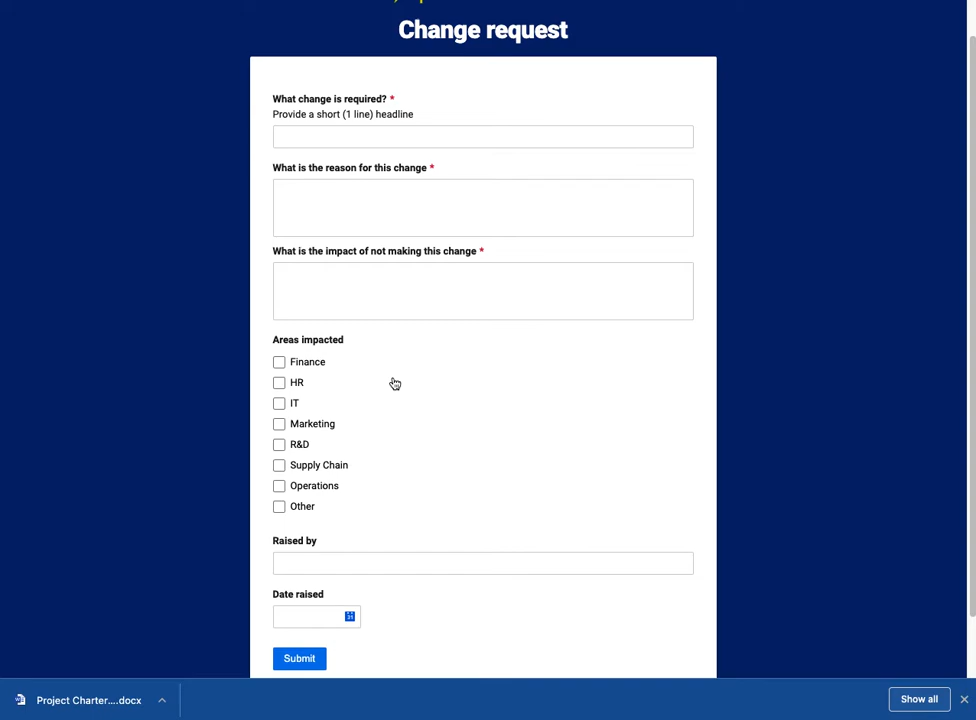 Change request
What change is required? *
Provide a short (1 line) headline
What is the reason for this change *
What is the impact of not making this change *
Areas impacted
Finance
HR
IT
Marketing
R&D
Supply Chain
Operations
Other
Raised by
Date raised
31
Submit
Project Charter....docx
Show all